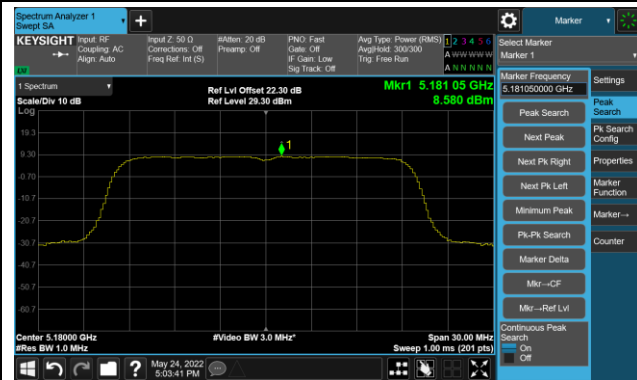 Spectrum Analyzer 1
Swept SA
Marker
KEYSIGHT
Input: RF
Coupling: AC
Align: Auto
Input Z: 50 Ω
Corrections: Off
Freq Ref: Int (S)
#Atten: 20 dB
Preamp: Off
PNO: Fast
Gate: Off
IF Gain: Low
Sig Track: Off
Avg Type: Power (RMS)
Avg|Hold: 300/300
Trig: Free Run
1 2 3 4 5 6
A W W W W W
A N N N N N
LW
Select Marker
Marker 1
1 Spectrum
Scale/Div 10 dB
Log
Ref Lvl Offset 22.30 dB
Ref Level 29.30 dBm
Mkr1 5.181 05 GHz
8.580 dBm
1
19.3
9.30
-0.70
-10.7
-20.7
-30.7
-40.7
-50.7
-60.7
Center 5.18000 GHz
#Res BW 1.0 MHz
#Video BW 3.0 MHz*
Span 30.00 MHz
Sweep 1.00 ms (201 pts)
Marker Frequency
5.181050000 GHz
Peak Search
Next Peak
Next Pk Right
Next Pk Left
Minimum Peak
Pk-Pk Search
Marker Delta
Mkr→CF
Mkr→Ref Lvl
Continuous Peak
Search
On
Off
Settings
Peak
Search
Pk Search
Config
Properties
Marker
Function
Marker→
Counter
?
May 24, 2022
5:03:41 PM